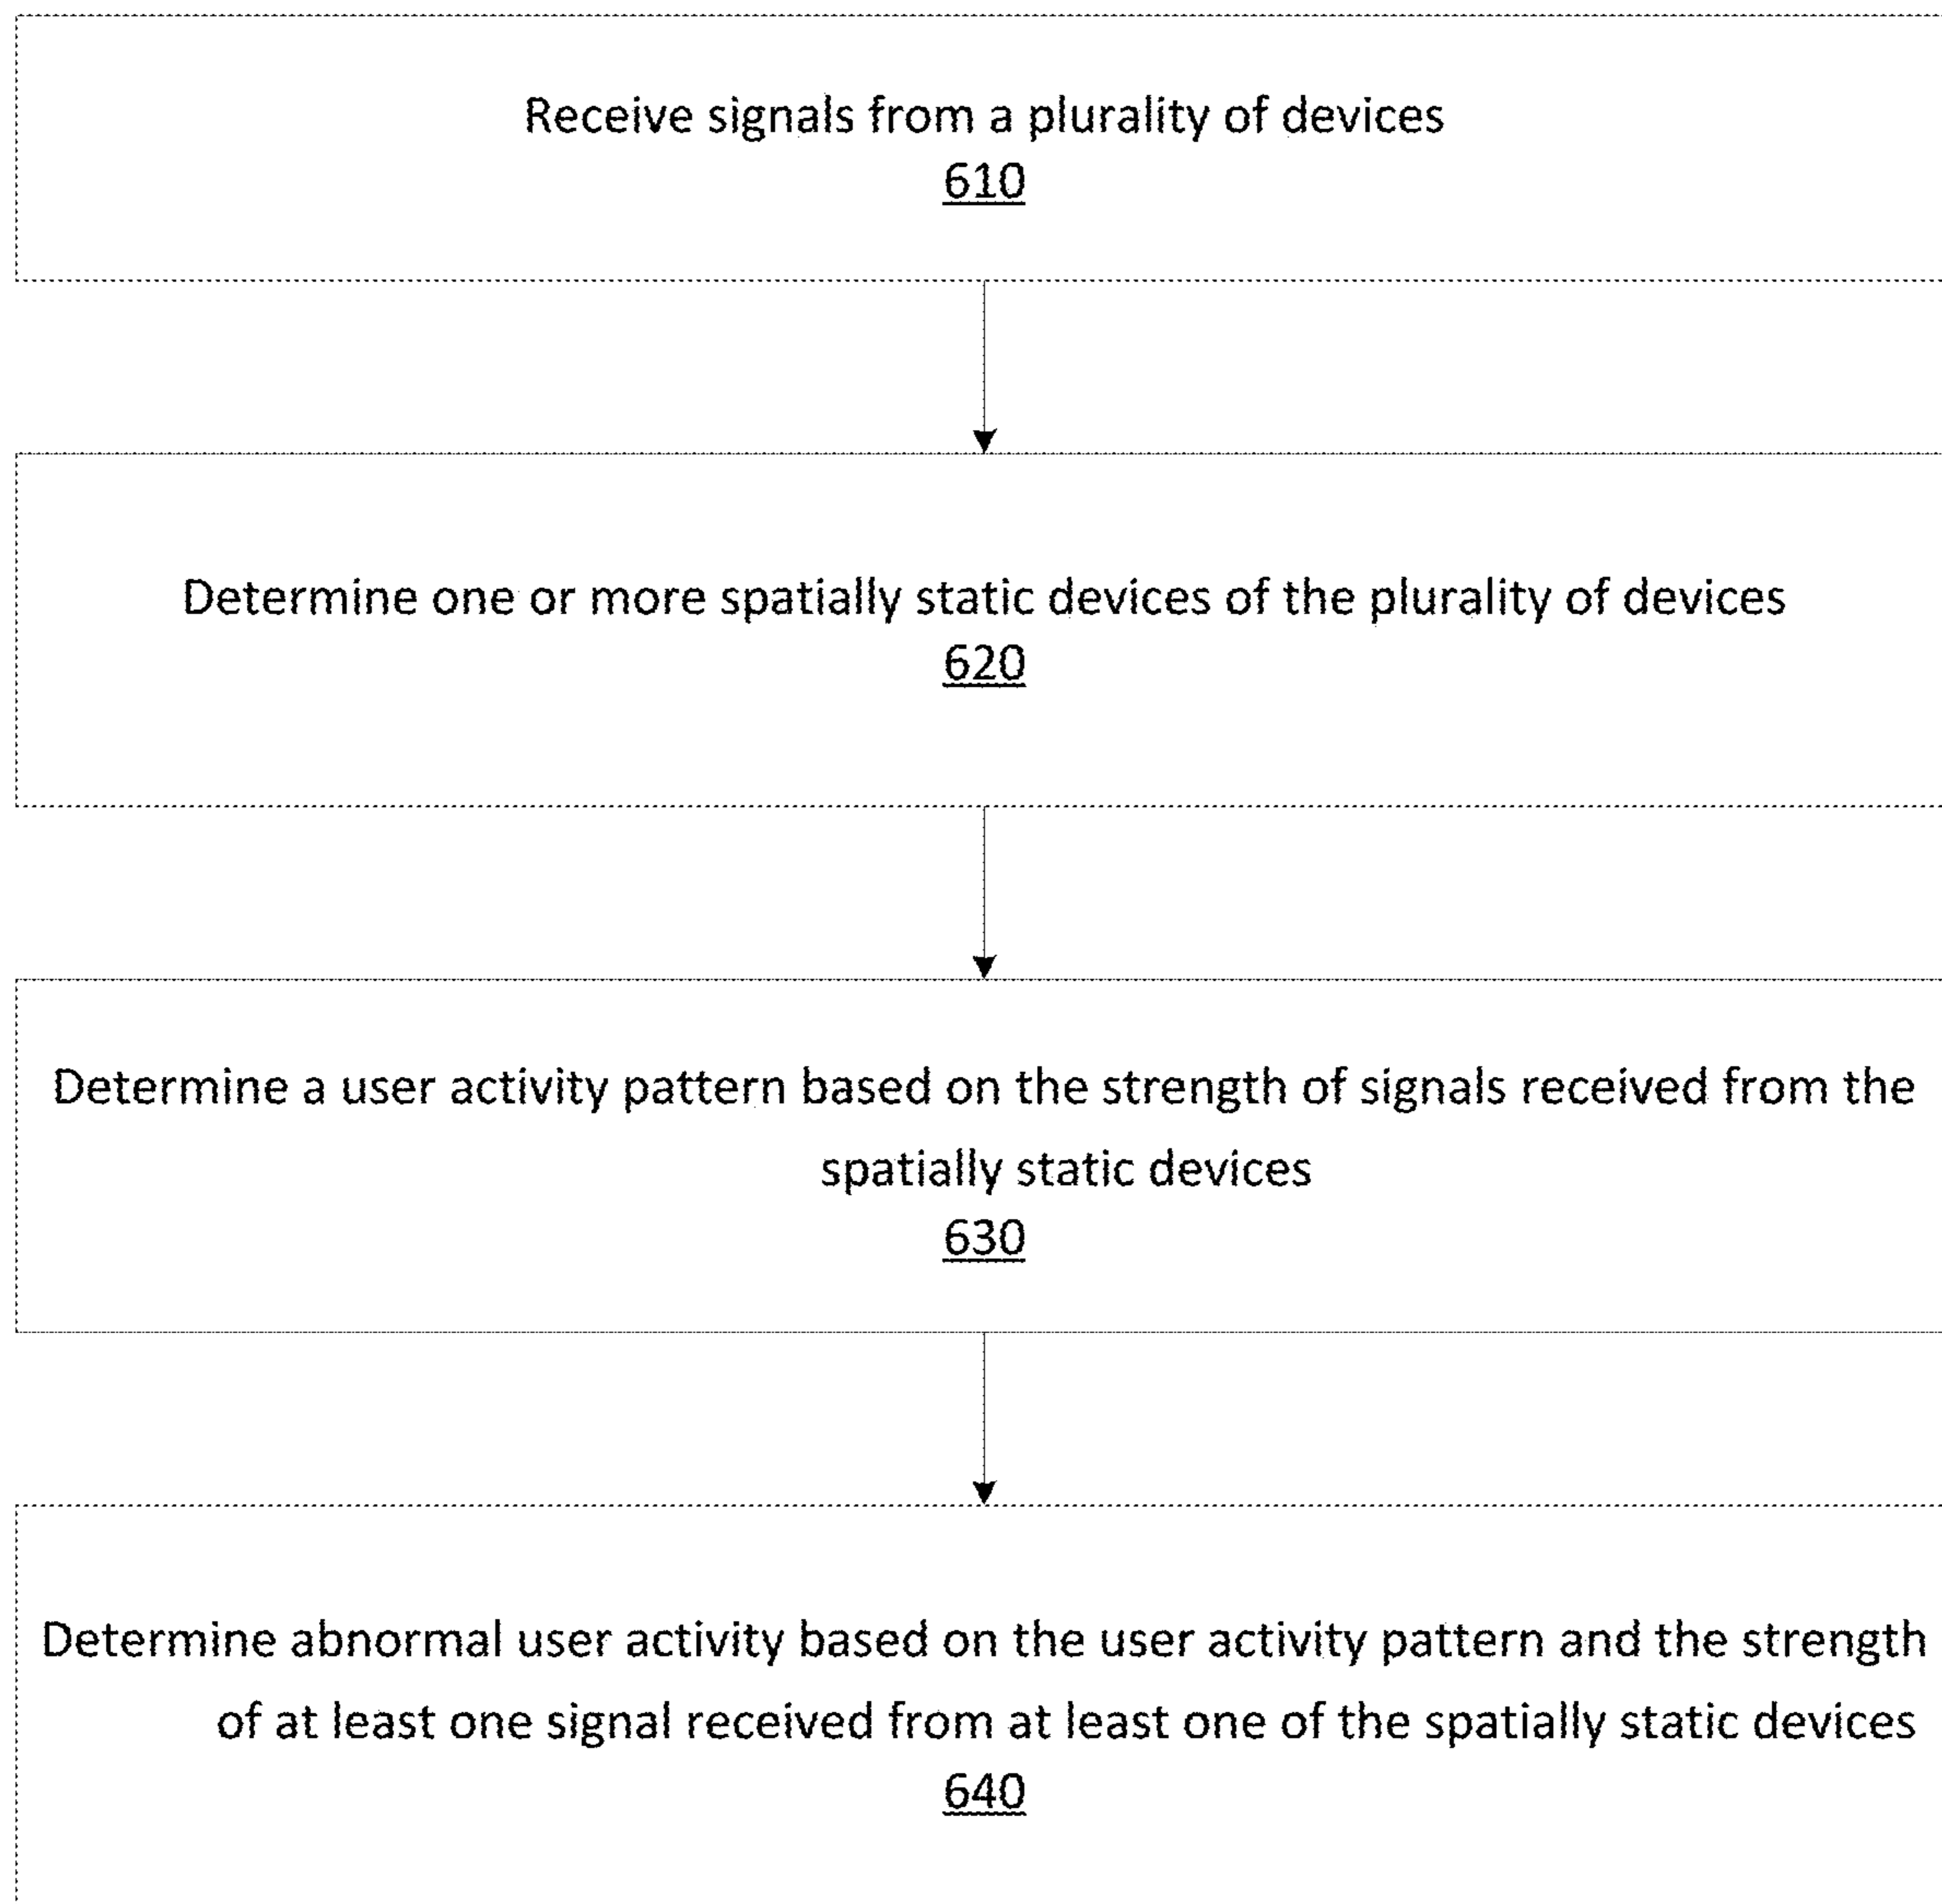 Receive signals from a plurality of devices
610
Determine one or more spatially static devices of the plurality of devices
620
Determine a user activity pattern based on the strength of signals received from the
spatially static devices
630
Determine abnormal user activity based on the user activity pattern and the strength
of at least one signal received from at least one of the spatially static devices
640